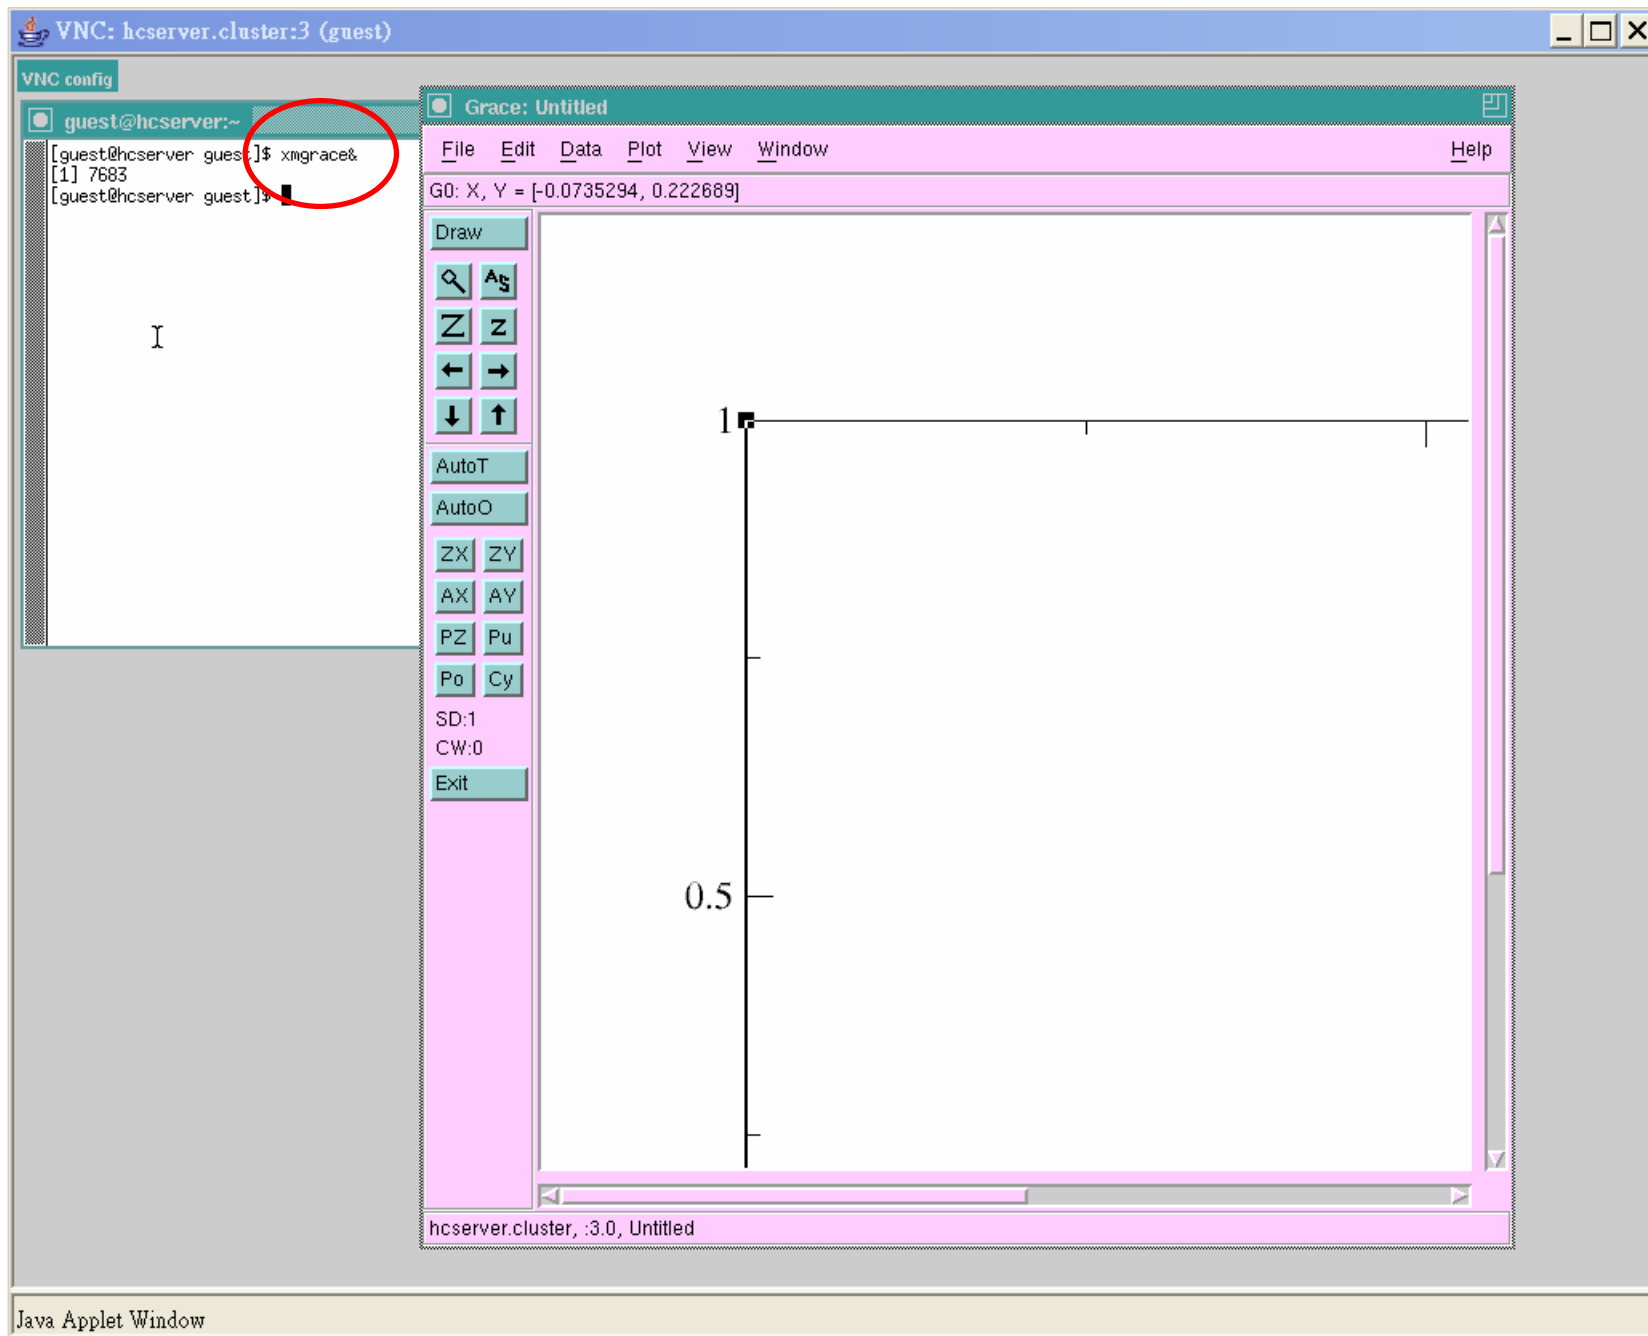 VNC: hcserver.cluster:3 (guest)
VNC config
guest@hcserver:~
[guest@hcserver guest]$ xmgrace&
[1] 7683
[guest@hcserver guest]$
Grace: Untitled
File Edit Data Plot View Window Help
G0: X, Y = [-0.0735294, 0.222689]
Draw
A S
Z z
AutoT
AutoO
ZX ZY
AX AY
PZ Pu
Po Cy
SD:1
CW:0
Exit
1
0.5
hcserver.cluster, :3.0, Untitled
Java Applet Window